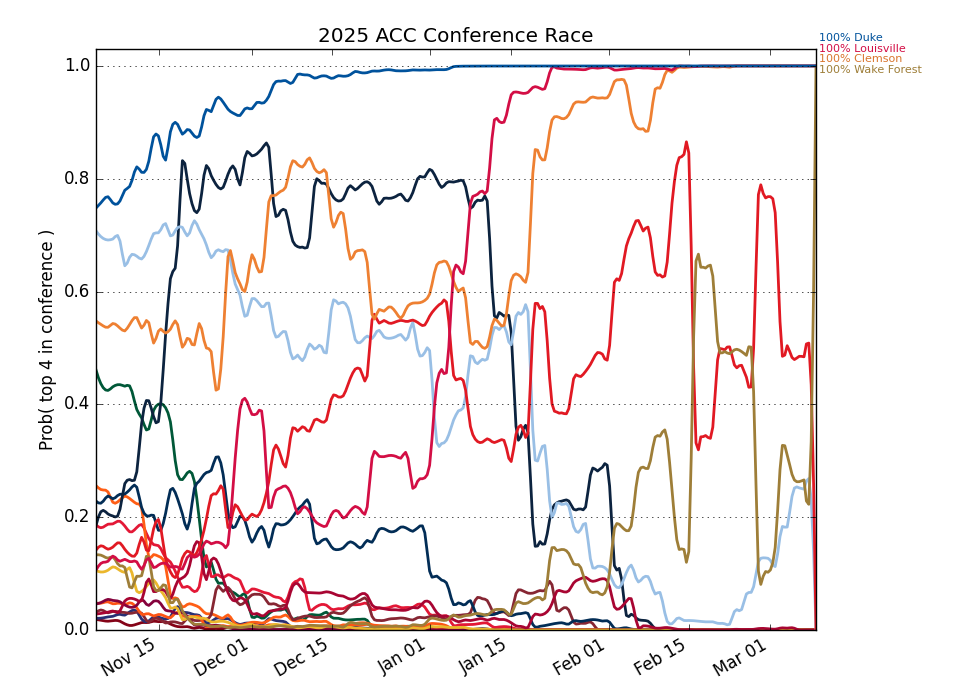 2025 ACC Conference Race
100% Duke
100% Louisville
100% Clemson
100% Wake Forest
Prob( top 4 in conference )
1.0
0.8
0.6
0.4
0.2
0.0
Nov 15
Dec 01
Dec 15
Jan 01
Jan 15
Feb 01
Feb 15
Mar 01